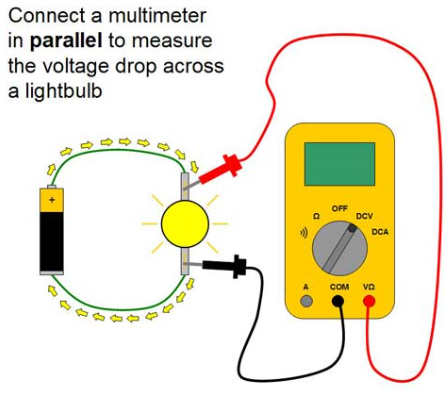 Connect a multimeter
in parallel to measure
the voltage drop across
a lightbulb
+
OFF
Ω
DCV
DCA
A
COM
VΩ